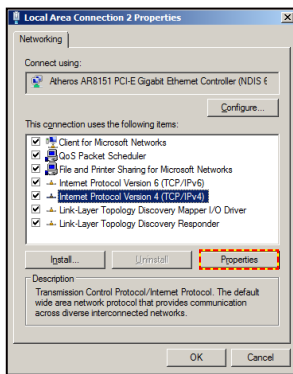 Local Area Connection 2 Properties
Networking
Connect using:
Atheros AR8151 PCI-E Gigabit Ethernet Controller (NDIS 6
Configure...
This connection uses the following items:
Client for Microsoft Networks
QoS Packet Scheduler
File and Printer Sharing for Microsoft Networks
Internet Protocol Version 6 (TCP/IPv6)
Internet Protocol Version 4 (TCP/IPv4)
Link-Layer Topology Discovery Mapper I/O Driver
Link-Layer Topology Discovery Responder
Install...
Uninstall
Properties
Description
Transmission Control Protocol/Internet Protocol. The default
wide area network protocol that provides communication
across diverse interconnected networks.
OK
Cancel